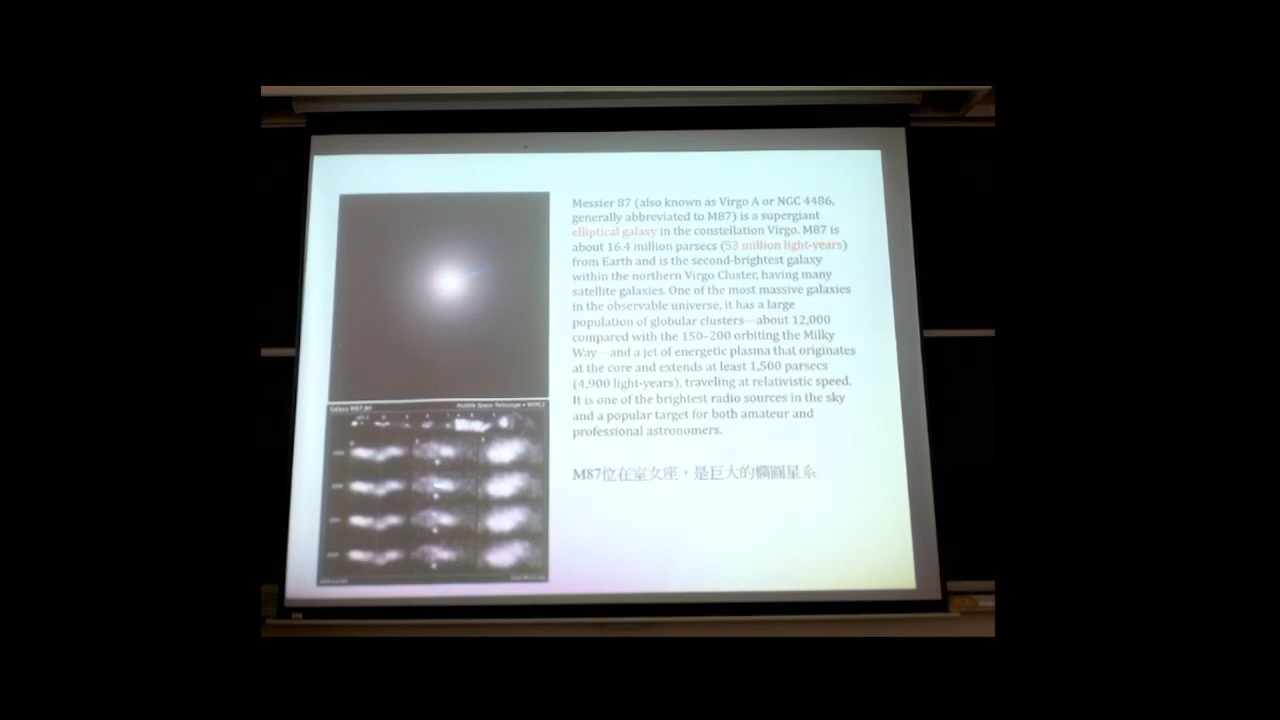 Messier 87 (also known as Virgo A or NGC 4486,
generally abbreviated to M87) is a supergiant
elliptical galaxy in the constellation Virgo. M87 is
about 16.4 million parsecs (53 million light-years)
from Earth and is the second-brightest galaxy
within the northern Virgo Cluster, having many
satellite galaxies. One of the most massive galaxies
in the observable universe, it has a large
population of globular clusters—about 12,000
compared with the 150–200 orbiting the Milky
Way—and a jet of energetic plasma that originates
at the core and extends at least 1,500 parsecs
(4,900 light-years), traveling at relativistic speed.
It is one of the brightest radio sources in the sky
and a popular target for both amateur and
professional astronomers.
M87位在室女座，是巨大的橢圓星系
Galaxy M87 Jet
Hubble Space Telescope • WFPC2